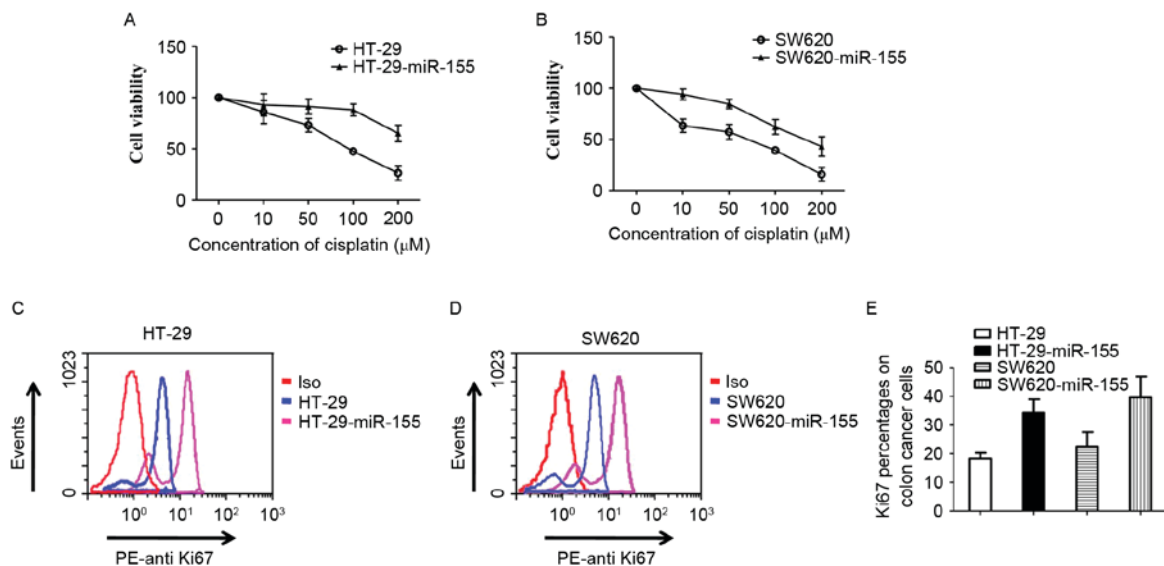 A
150
100
50
0
Cell viability
HT-29
HT-29-miR-155
0 10 50 100 200
Concentration of cisplatin (μM)
B
150
100
50
0
Cell viability
SW620
SW620-miR-155
0 10 50 100 200
Concentration of cisplatin (μM)
C
HT-29
1023
0
Events
Iso
HT-29
HT-29-miR-155
10⁰ 10¹ 10² 10³
PE-anti Ki67
D
SW620
1023
0
Events
Iso
SW620
SW620-miR-155
10⁰ 10¹ 10² 10³
PE-anti Ki67
E
HT-29
HT-29-miR-155
SW620
SW620-miR-155
50
40
30
20
10
0
Ki67 percentages on
colon cancer cells